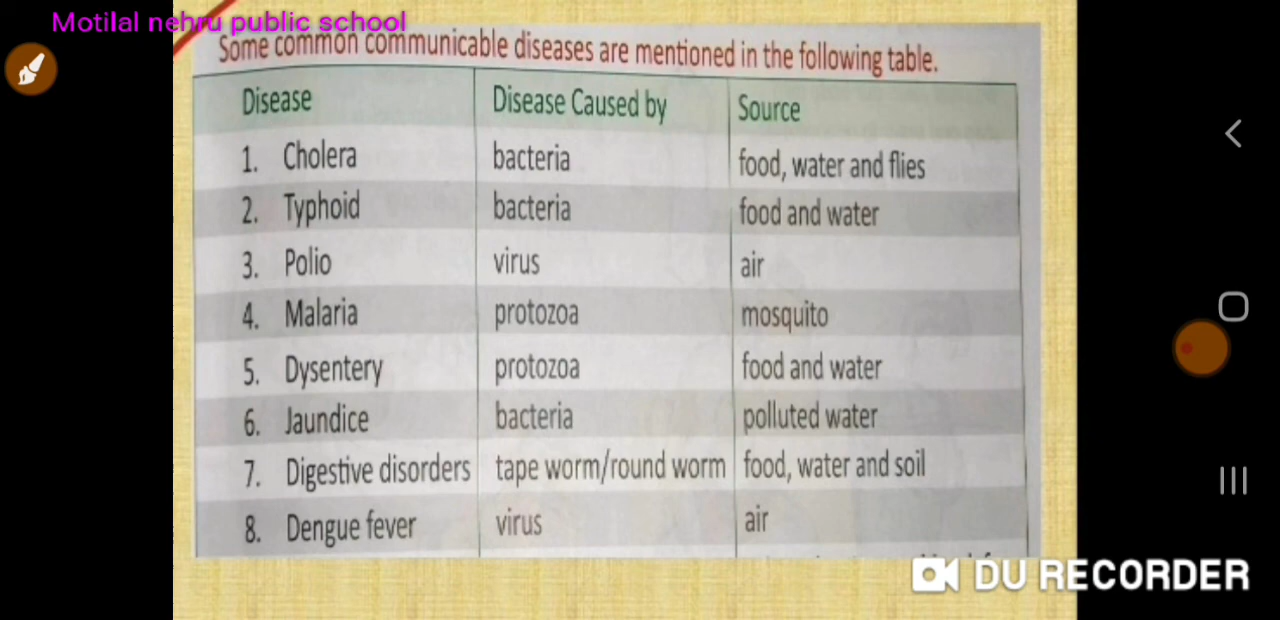 Motilal nehru public school
Some common communicable diseases are mentioned in the following table.
Disease Disease Caused by Source
1. Cholera bacteria food, water and flies
2. Typhoid bacteria food and water
3. Polio virus air
4. Malaria protozoa mosquito
5. Dysentery protozoa food and water
6. Jaundice bacteria polluted water
7. Digestive disorders tape worm/round worm food, water and soil
8. Dengue fever virus air
DU RECORDER